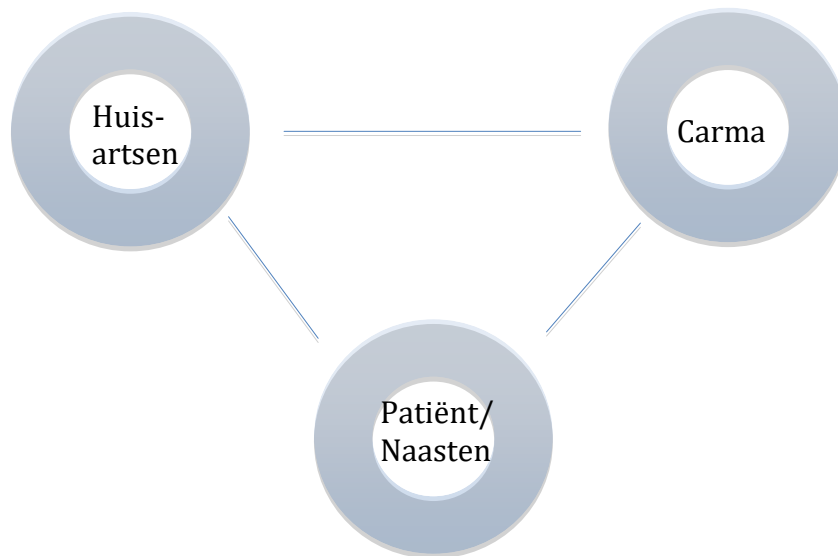 Huis-
artsen
Carma
Patiënt/
Naasten